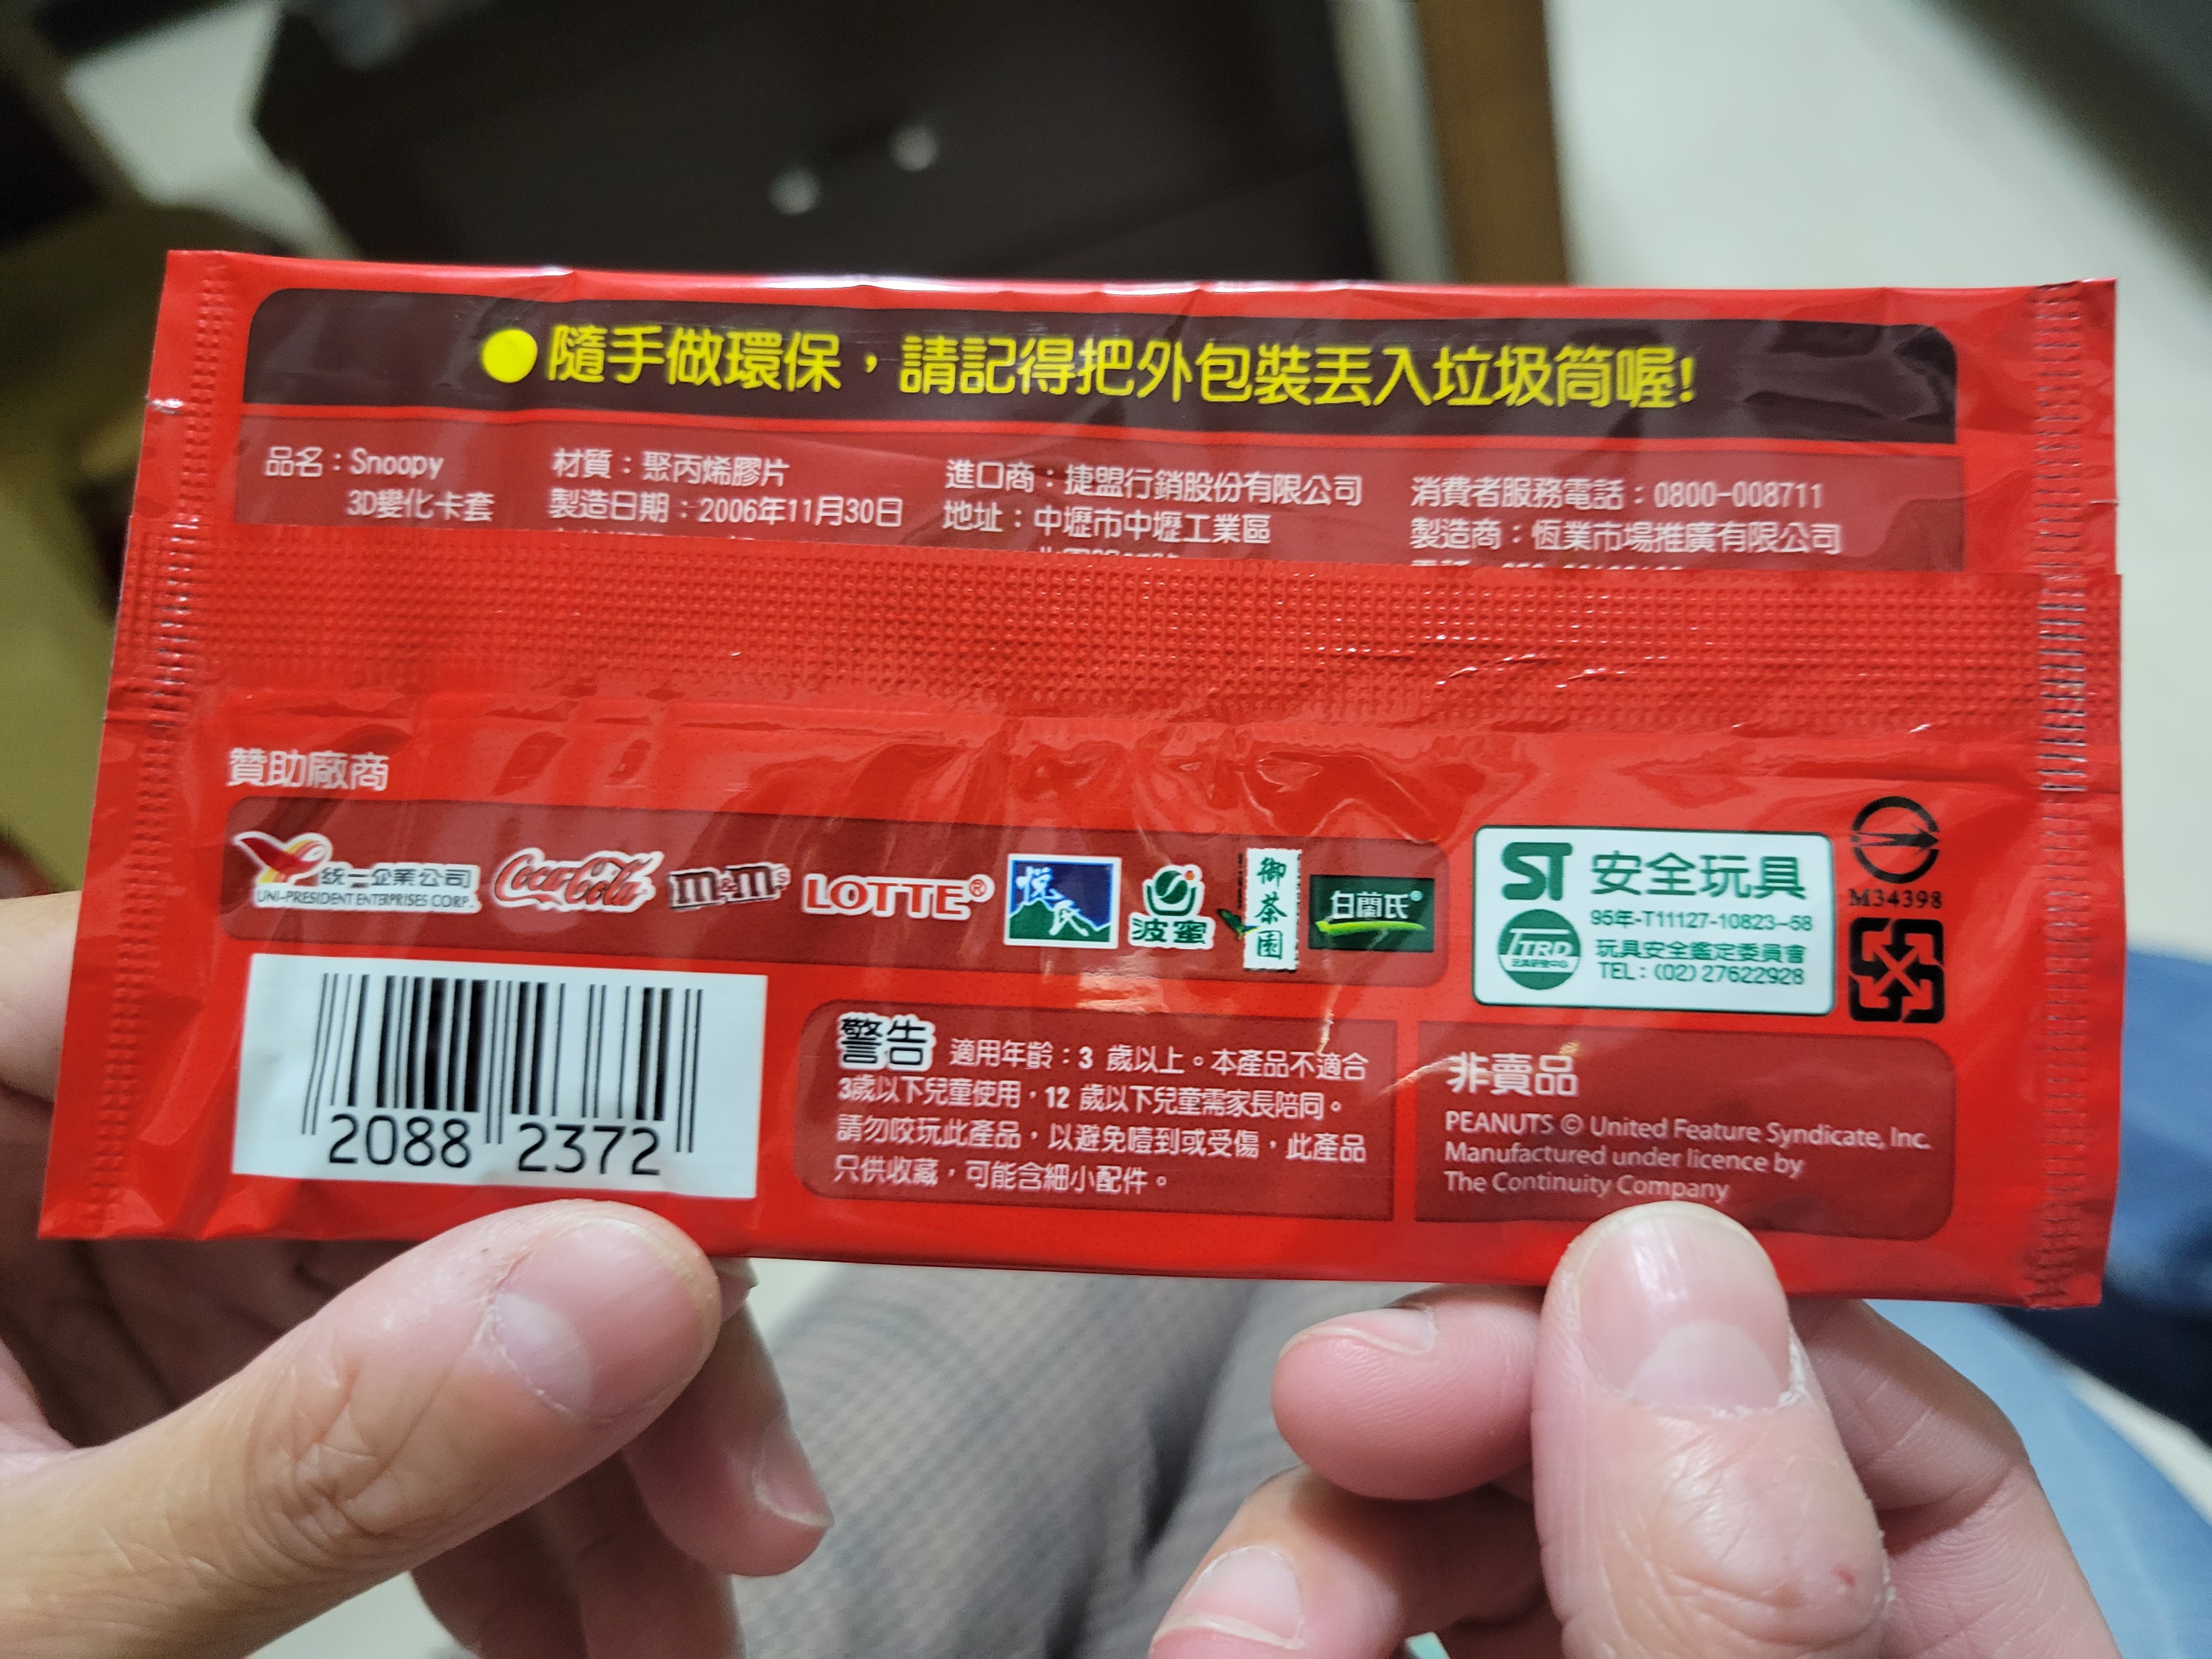 ●隨手做環保，請記得把外包裝丟入垃圾筒喔!
品名：Snoopy
3D變化卡套
材質：聚丙烯膠片
製造日期：2006年11月30日
進口商：捷盟行銷股份有限公司
地址：中壢市中壢工業區
消費者服務電話：0800-008711
製造商：恆業市場推廣有限公司
贊助廠商
統一企業公司
UNI-PRESIDENT ENTERPRISES CORP.
Coca-Cola
m&m's
LOTTE®
悅氏
波蜜
御茶園
白蘭氏®
ST 安全玩具
95年-T11127-10823~68
玩具安全鑑定委員會
TEL：(02)27622928
TTRD
M34398
2088 2372
警告 適用年齡：3 歲以上。本產品不適合
3歲以下兒童使用，12 歲以下兒童需家長陪同。
請勿咬玩此產品，以避免噎到或受傷，此產品
只供收藏，可能含細小配件。
非賣品
PEANUTS © United Feature Syndicate, Inc.
Manufactured under licence by
The Continuity Company